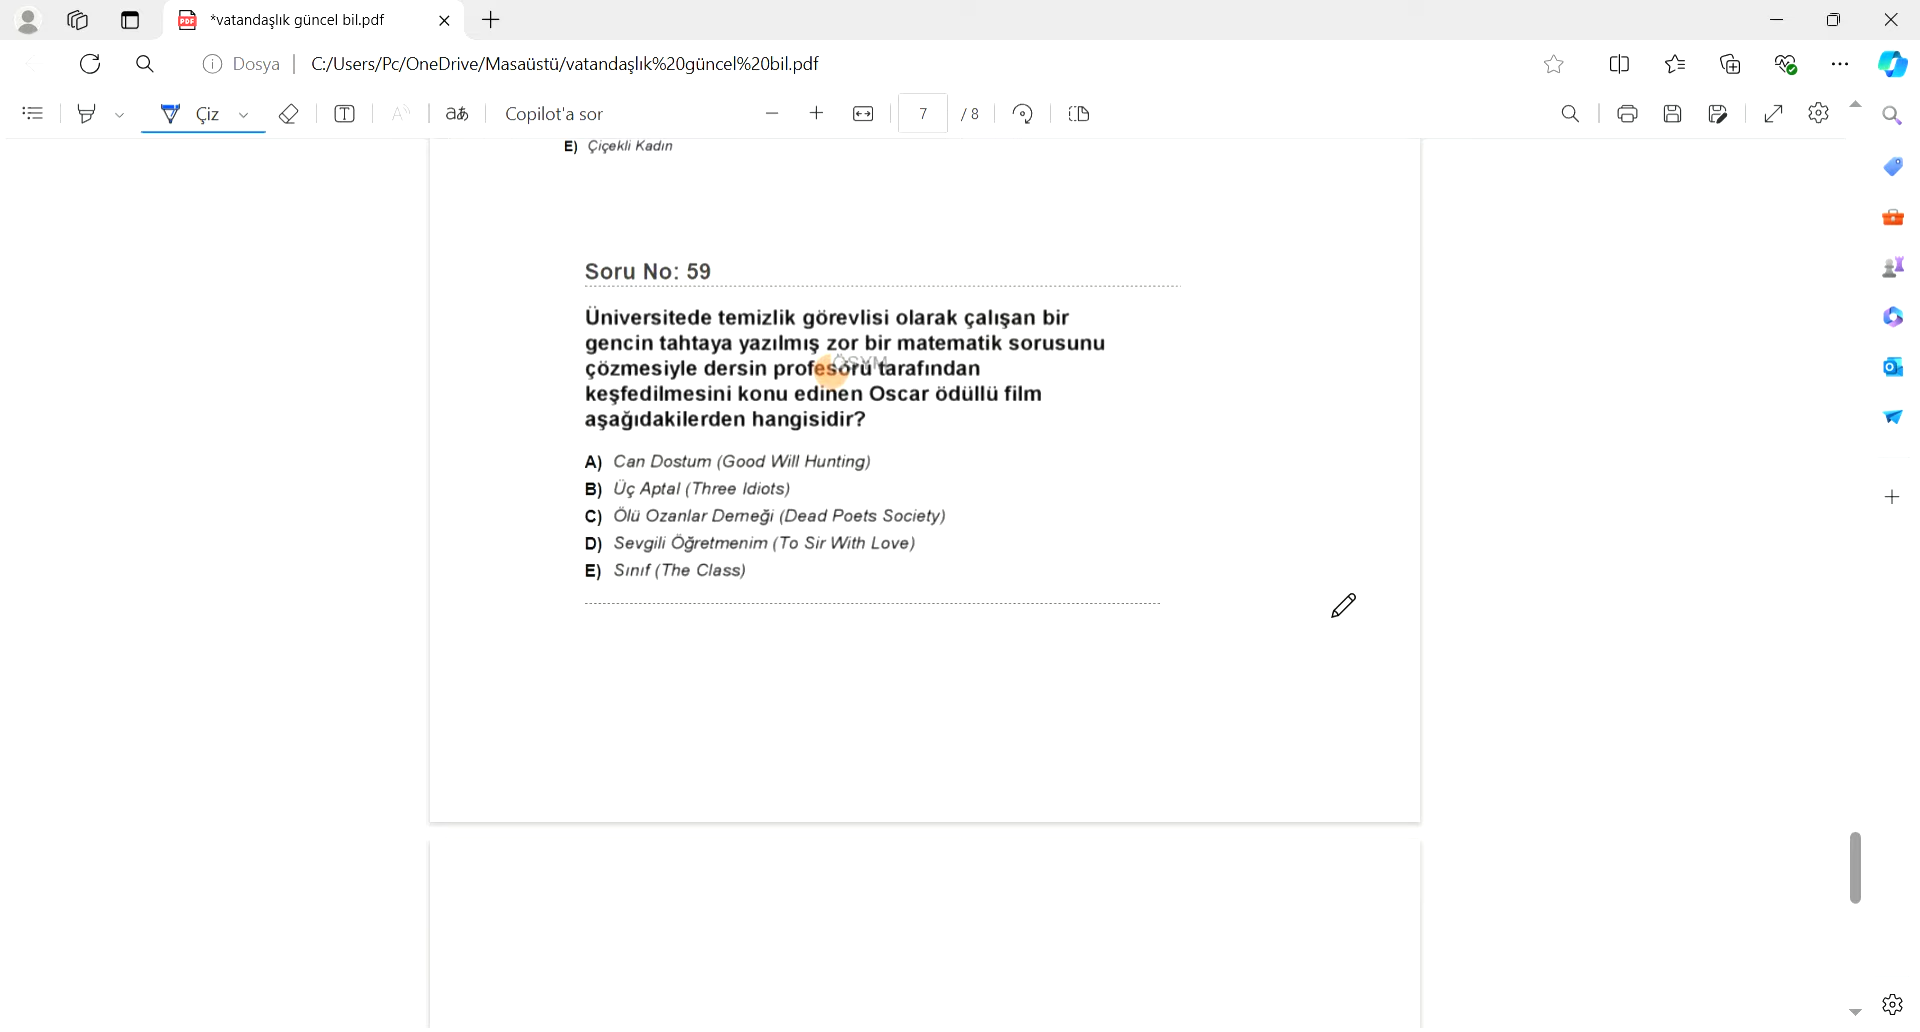 *vatandaşlık güncel bil.pdf
Dosya C:/Users/Pc/OneDrive/Masaüstü/vatandaşlık%20güncel%20bil.pdf
Çiz T aあ Copilot'a sor 7 / 8
E) Çiçekli Kadın
Soru No: 59
Üniversitede temizlik görevlisi olarak çalışan bir
gencin tahtaya yazılmış zor bir matematik sorusunu
ÖSYM
çözmesiyle dersin profesörü tarafından
keşfedilmesini konu edinen Oscar ödüllü film
aşağıdakilerden hangisidir?
A) Can Dostum (Good Will Hunting)
B) Üç Aptal (Three Idiots)
C) Ölü Ozanlar Derneği (Dead Poets Society)
D) Sevgili Öğretmenim (To Sir With Love)
E) Sınıf (The Class)